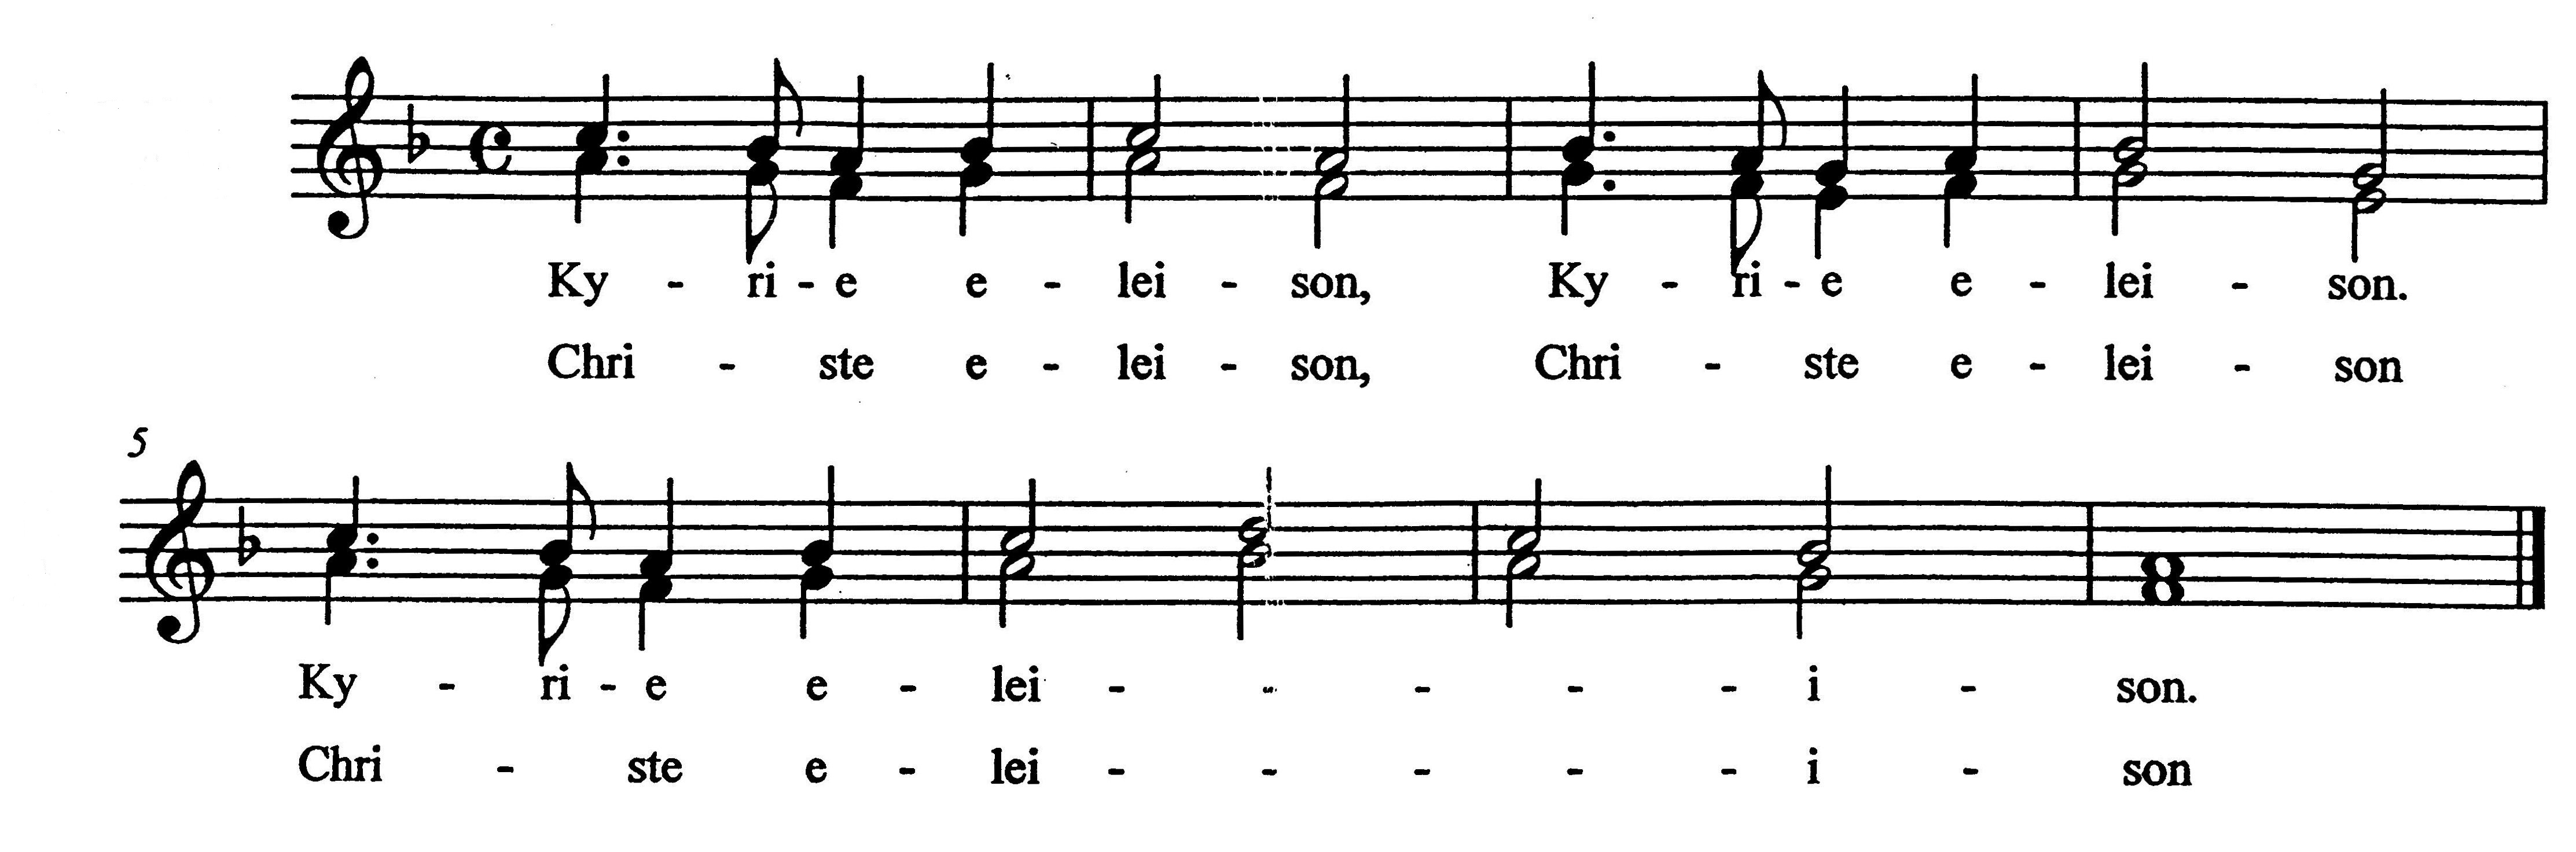 Ky - ri - e e - lei - son, Ky - ri - e e - lei - son.
Chri - ste e - lei - son, Chri - ste e - lei - son
5
Ky - ri - e e - lei - - - - - i - son.
Chri - ste e - lei - - - - - i - son